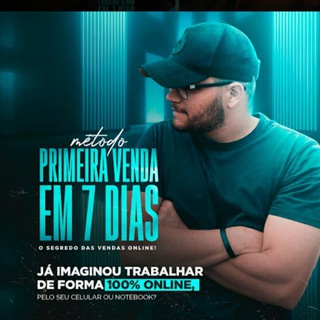 método
PRIMEIRA VENDA
EM 7 DIAS
O SEGREDO DAS VENDAS ONLINE!
JÁ IMAGINOU TRABALHAR
DE FORMA 100% ONLINE,
PELO SEU CELULAR OU NOTEBOOK?